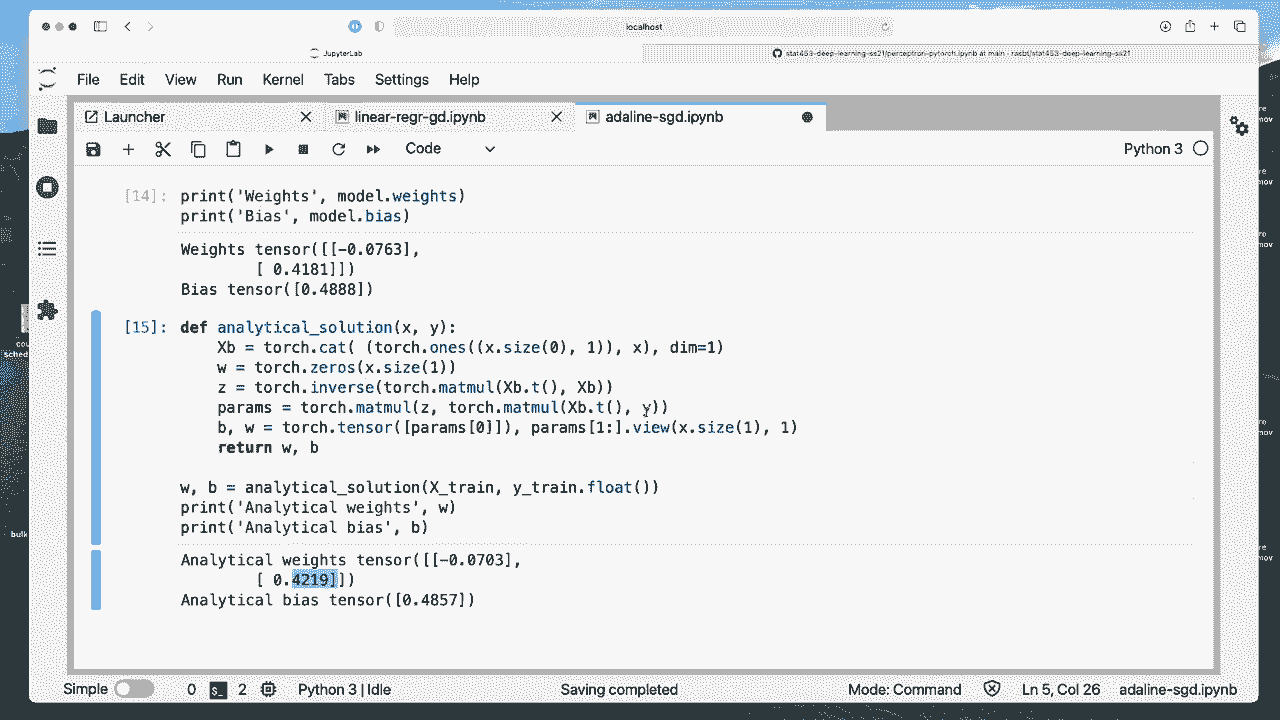 localhost
JupyterLab
stat453-deep-learning-ss21/perceptron-pytorch.ipynb at main · rasbt/stat453-deep-learning-ss21
File Edit View Run Kernel Tabs Settings Help
Launcher
linear-regr-gd.ipynb
adaline-sgd.ipynb
Code
Python 3
[14]: print('Weights', model.weights)
print('Bias', model.bias)
Weights tensor([[-0.0763],
[ 0.4181]])
Bias tensor([0.4888])
[15]: def analytical_solution(x, y):
Xb = torch.cat( (torch.ones((x.size(0), 1)), x), dim=1)
w = torch.zeros(x.size(1))
z = torch.inverse(torch.matmul(Xb.t(), Xb))
params = torch.matmul(z, torch.matmul(Xb.t(), y))
b, w = torch.tensor([params[0]]), params[1:].view(x.size(1), 1)
return w, b
w, b = analytical_solution(X_train, y_train.float())
print('Analytical weights', w)
print('Analytical bias', b)
Analytical weights tensor([[-0.0703],
[ 0.4219]])
Analytical bias tensor([0.4857])
Simple 0 2 Python 3 | Idle Saving completed Mode: Command Ln 5, Col 26 adaline-sgd.ipynb